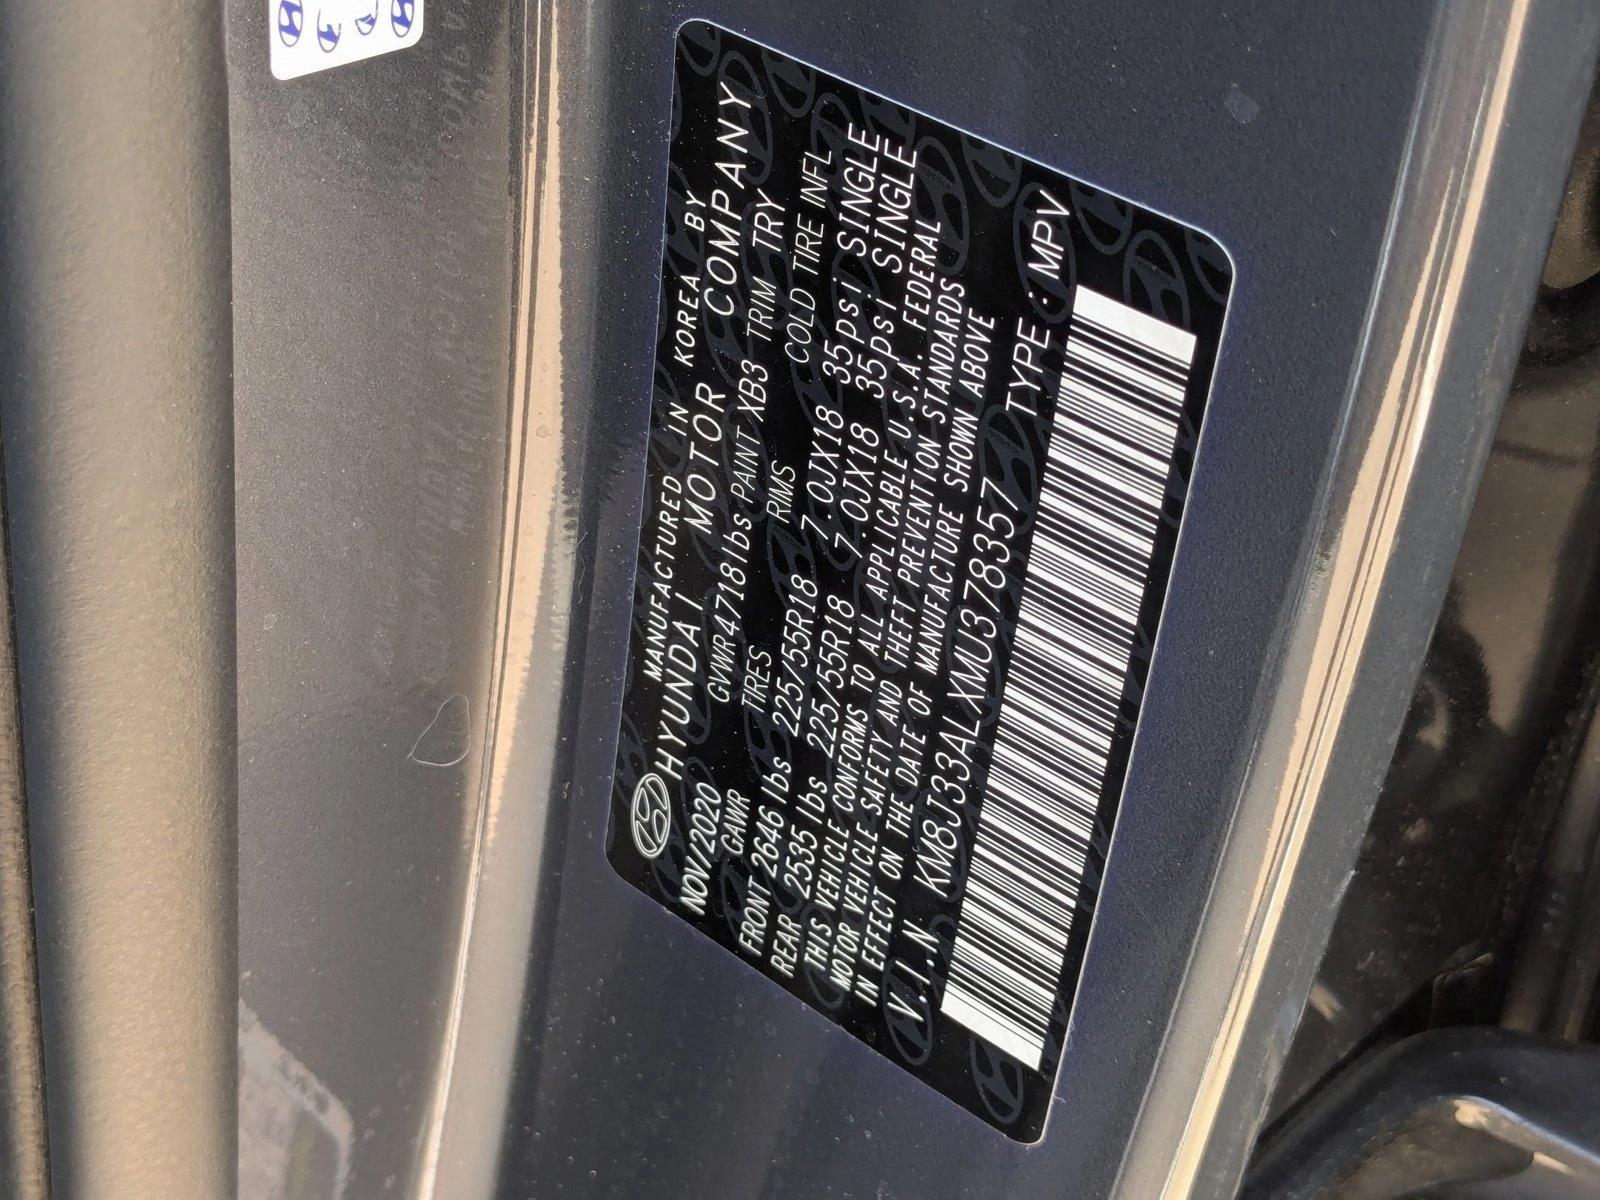 MANUFACTURED IN KOREA BY
HYUNDAI MOTOR COMPANY
NOV/2020 GVWR 4718 lbs PAINT XB3 TRIM TRY
GAWR TIRES RIMS COLD TIRE INFL
FRONT 2646 lbs 225/55R18 7.0JX18 35psi SINGLE
REAR 2535 lbs 225/55R18 7.0JX18 35psi SINGLE
THIS VEHICLE CONFORMS TO ALL APPLICABLE U.S.A. FEDERAL
MOTOR VEHICLE SAFETY AND THEFT PREVENTION STANDARDS
IN EFFECT ON THE DATE OF MANUFACTURE SHOWN ABOVE
V.I.N KM8J33ALXMU378357 TYPE : MPV